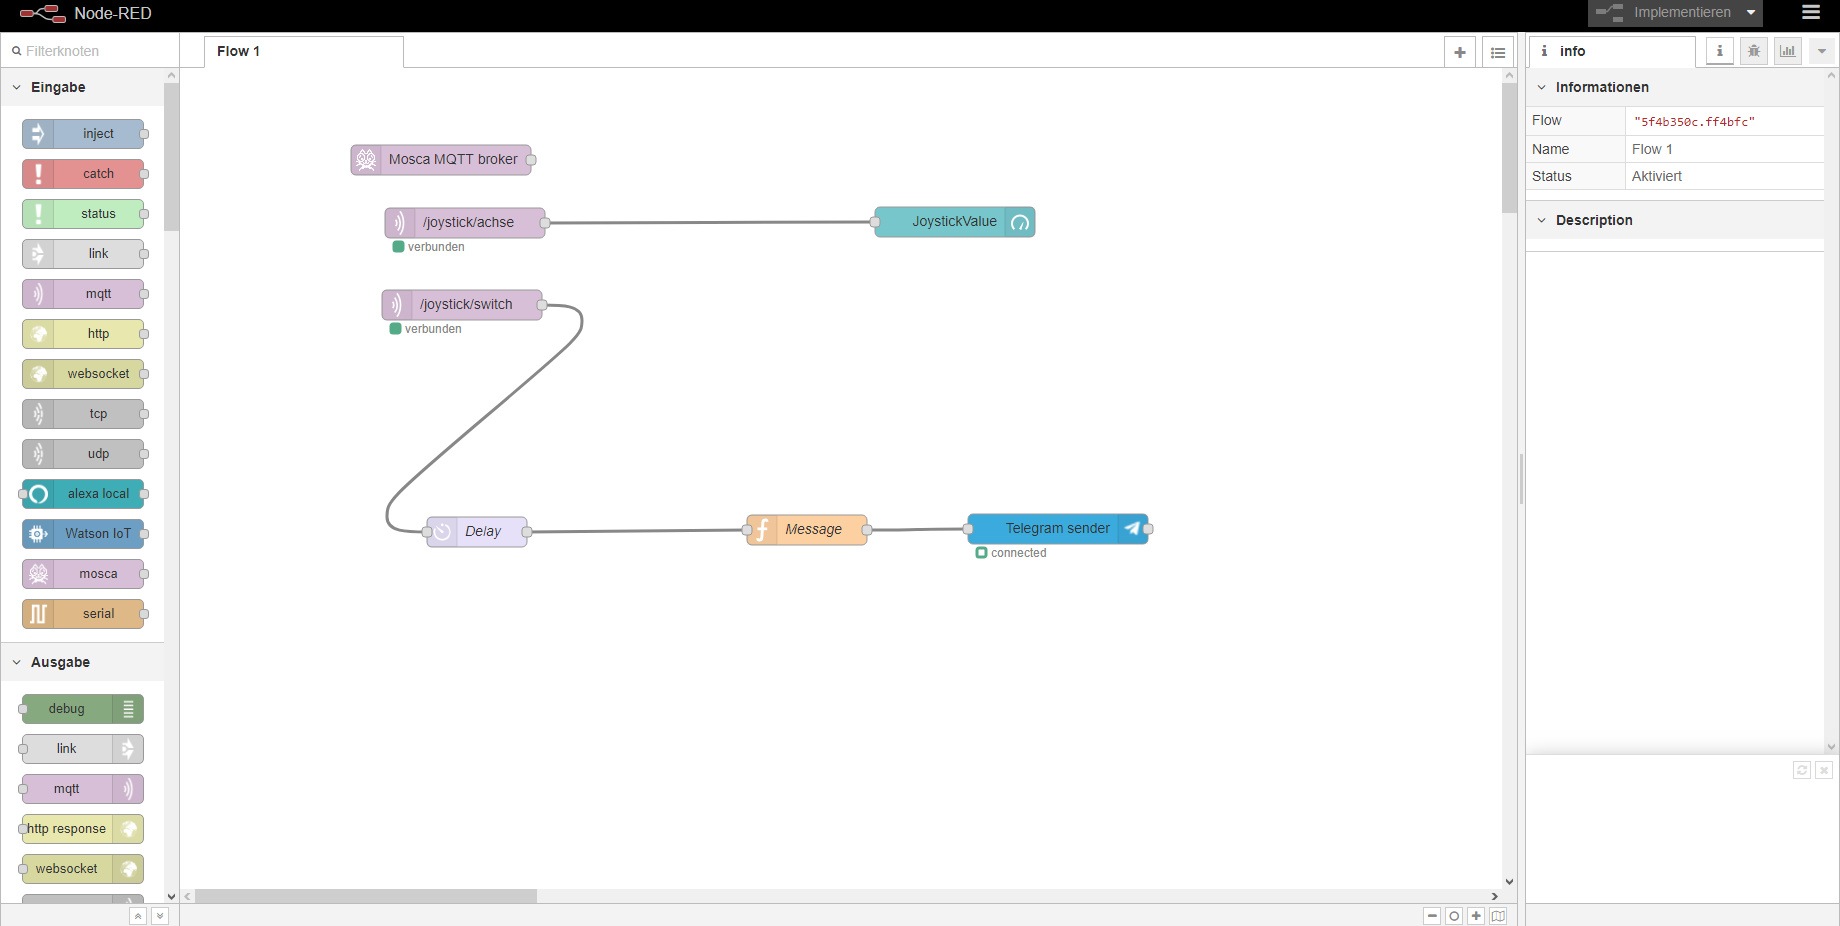 Node-RED
Implementieren
Filterknoten
Flow 1
info
Eingabe
inject
catch
status
link
mqtt
http
websocket
tcp
udp
alexa local
Watson IoT
mosca
serial
Ausgabe
debug
link
mqtt
http response
websocket
Mosca MQTT broker
/joystick/achse
verbunden
JoystickValue
/joystick/switch
verbunden
Delay
Message
Telegram sender
connected
Informationen
Flow "5f4b350c.ff4bfc"
Name Flow 1
Status Aktiviert
Description